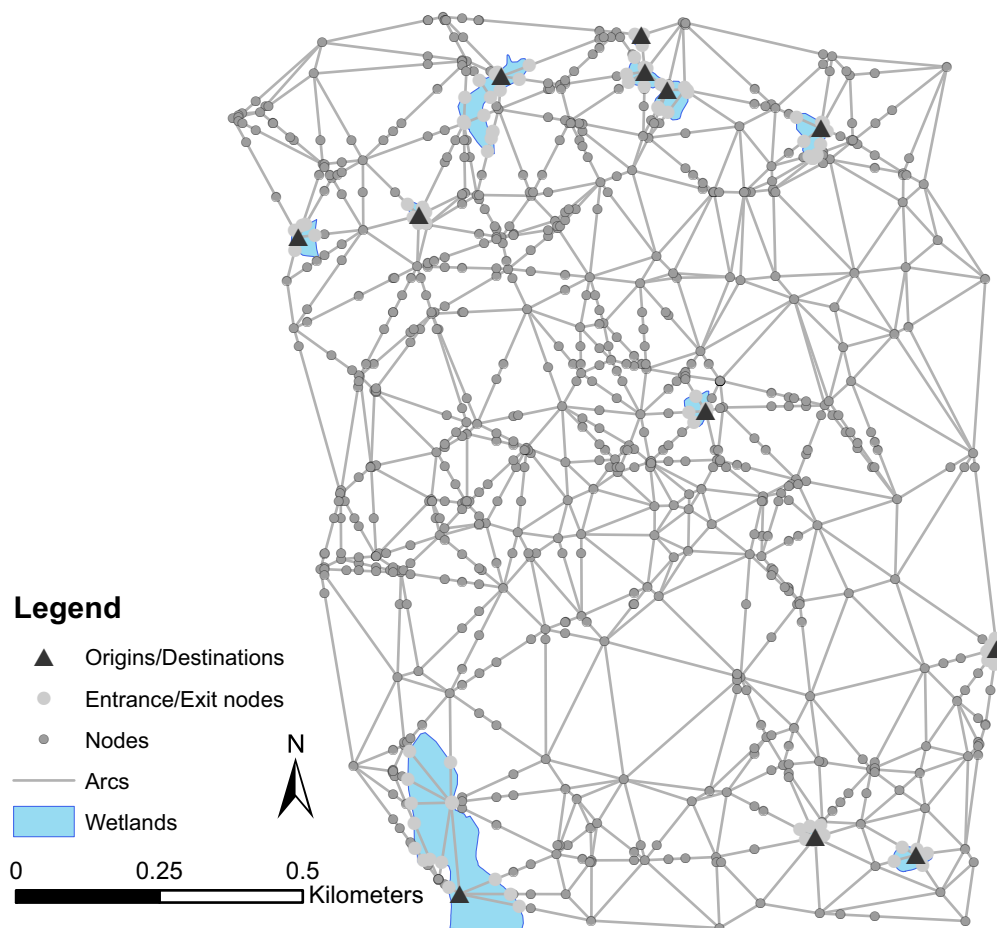 Legend
Origins/Destinations
Entrance/Exit nodes
Nodes
Arcs
Wetlands
N
0 0.25 0.5
Kilometers